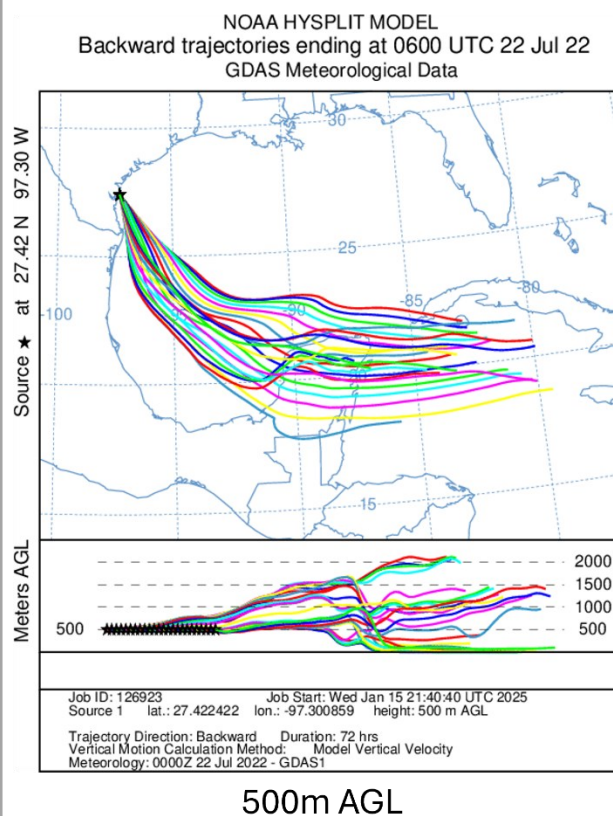 NOAA HYSPLIT MODEL
Backward trajectories ending at 0600 UTC 22 Jul 22
GDAS Meteorological Data
Source ★ at 27.42 N 97.30 W
30
25
-100
-90
-85
-80
15
Meters AGL
500
2000
1500
1000
500
Job ID: 126923 Job Start: Wed Jan 15 21:40:40 UTC 2025
Source 1 lat.: 27.422422 lon.: -97.300859 height: 500 m AGL
Trajectory Direction: Backward Duration: 72 hrs
Vertical Motion Calculation Method: Model Vertical Velocity
Meteorology: 0000Z 22 Jul 2022 - GDAS1
500m AGL